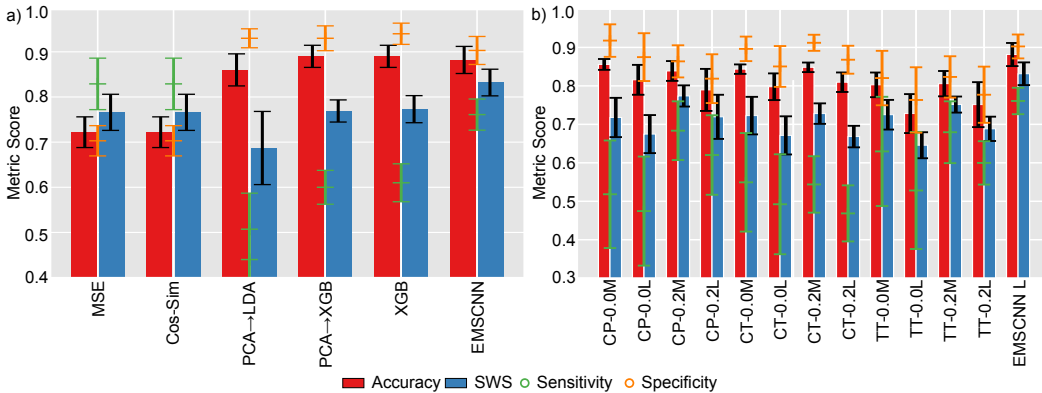 a)
Metric Score
1.0
0.9
0.8
0.7
0.6
0.5
0.4
MSE
Cos-Sim
PCA→LDA
PCA→XGB
XGB
EMSCNN
b)
Metric Score
1.0
0.9
0.8
0.7
0.6
0.5
0.4
0.3
CP-0.0M
CP-0.0L
CP-0.2M
CP-0.2L
CT-0.0M
CT-0.0L
CT-0.2M
CT-0.2L
TT-0.0M
TT-0.0L
TT-0.2M
TT-0.2L
EMSCNN L
Accuracy SWS Sensitivity Specificity